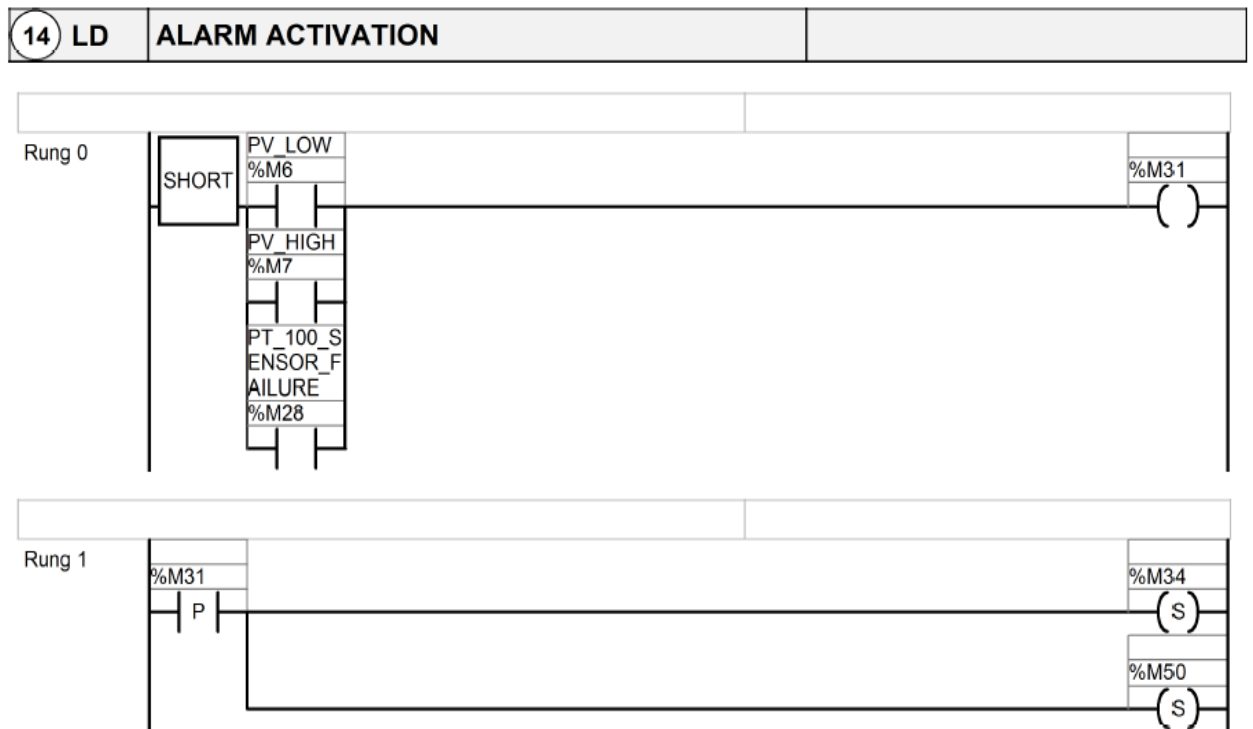 14 LD ALARM ACTIVATION
Rung 0
SHORT
PV_LOW
%M6
%M31
( )
PV_HIGH
%M7
PT_100_S
ENSOR_F
AILURE
%M28
Rung 1
%M31
P
%M34
(S)
%M50
(S)